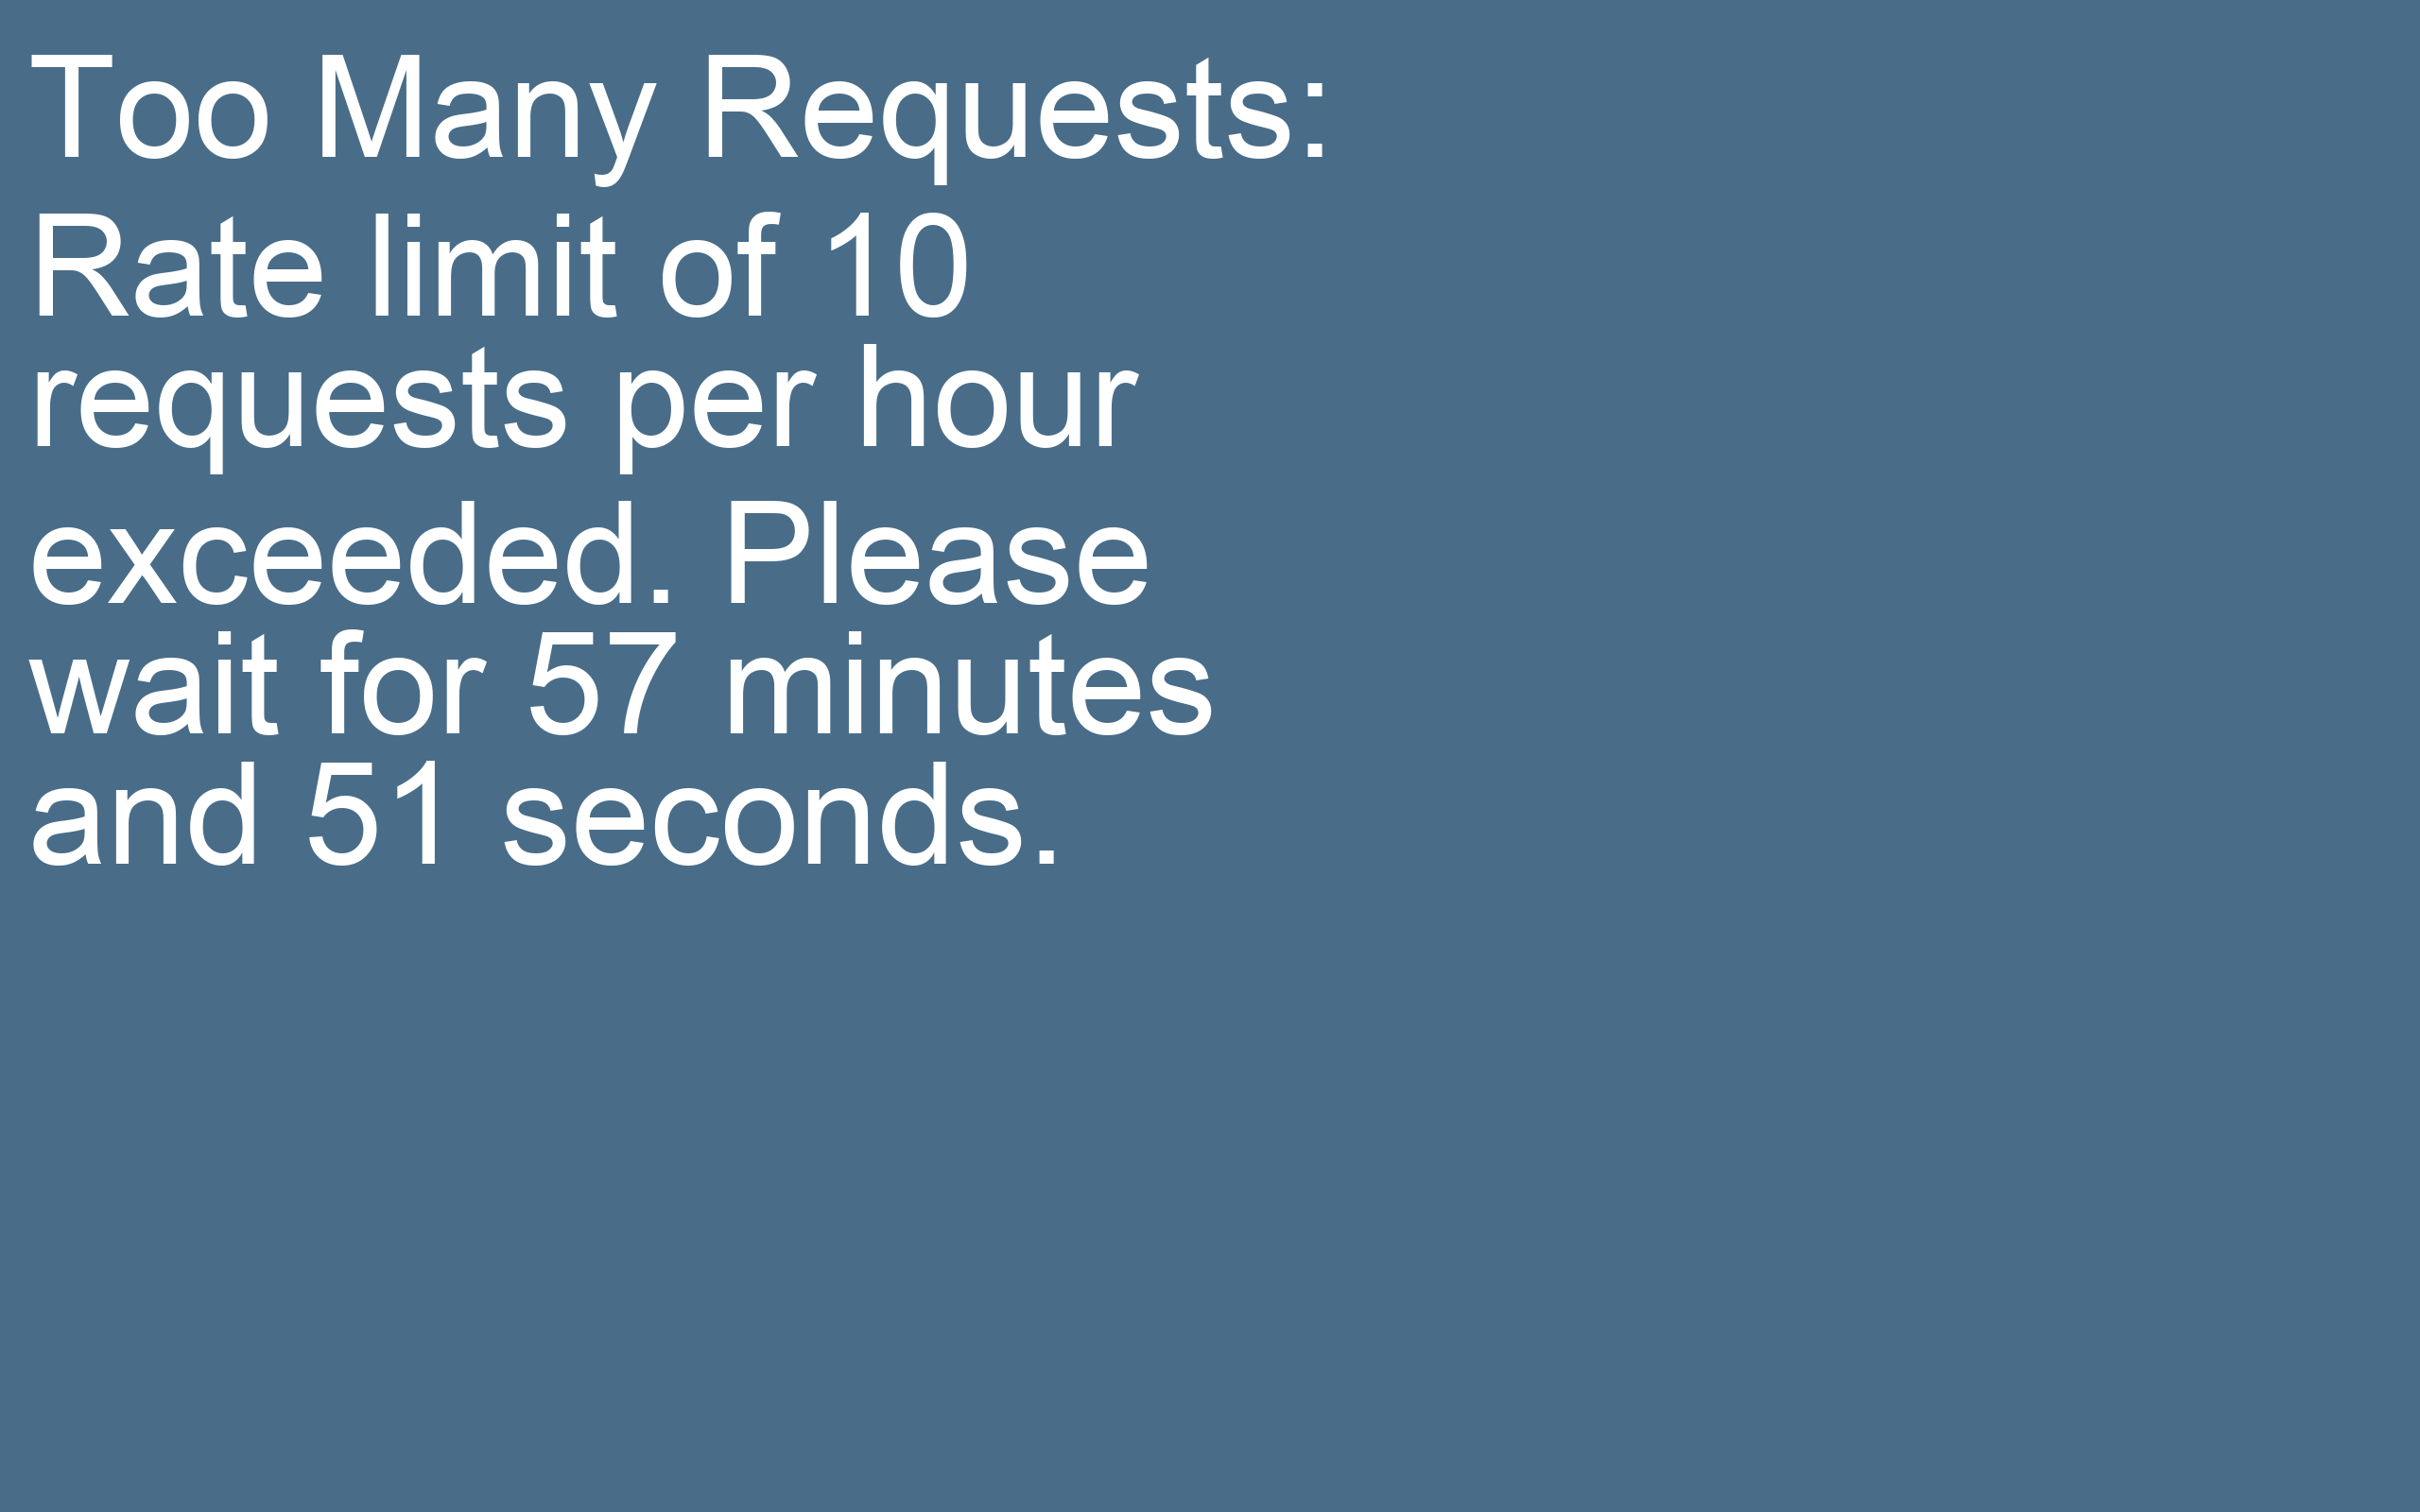 Too Many Requests:
Rate limit of 10
requests per hour
exceeded. Please
wait for 57 minutes
and 51 seconds.